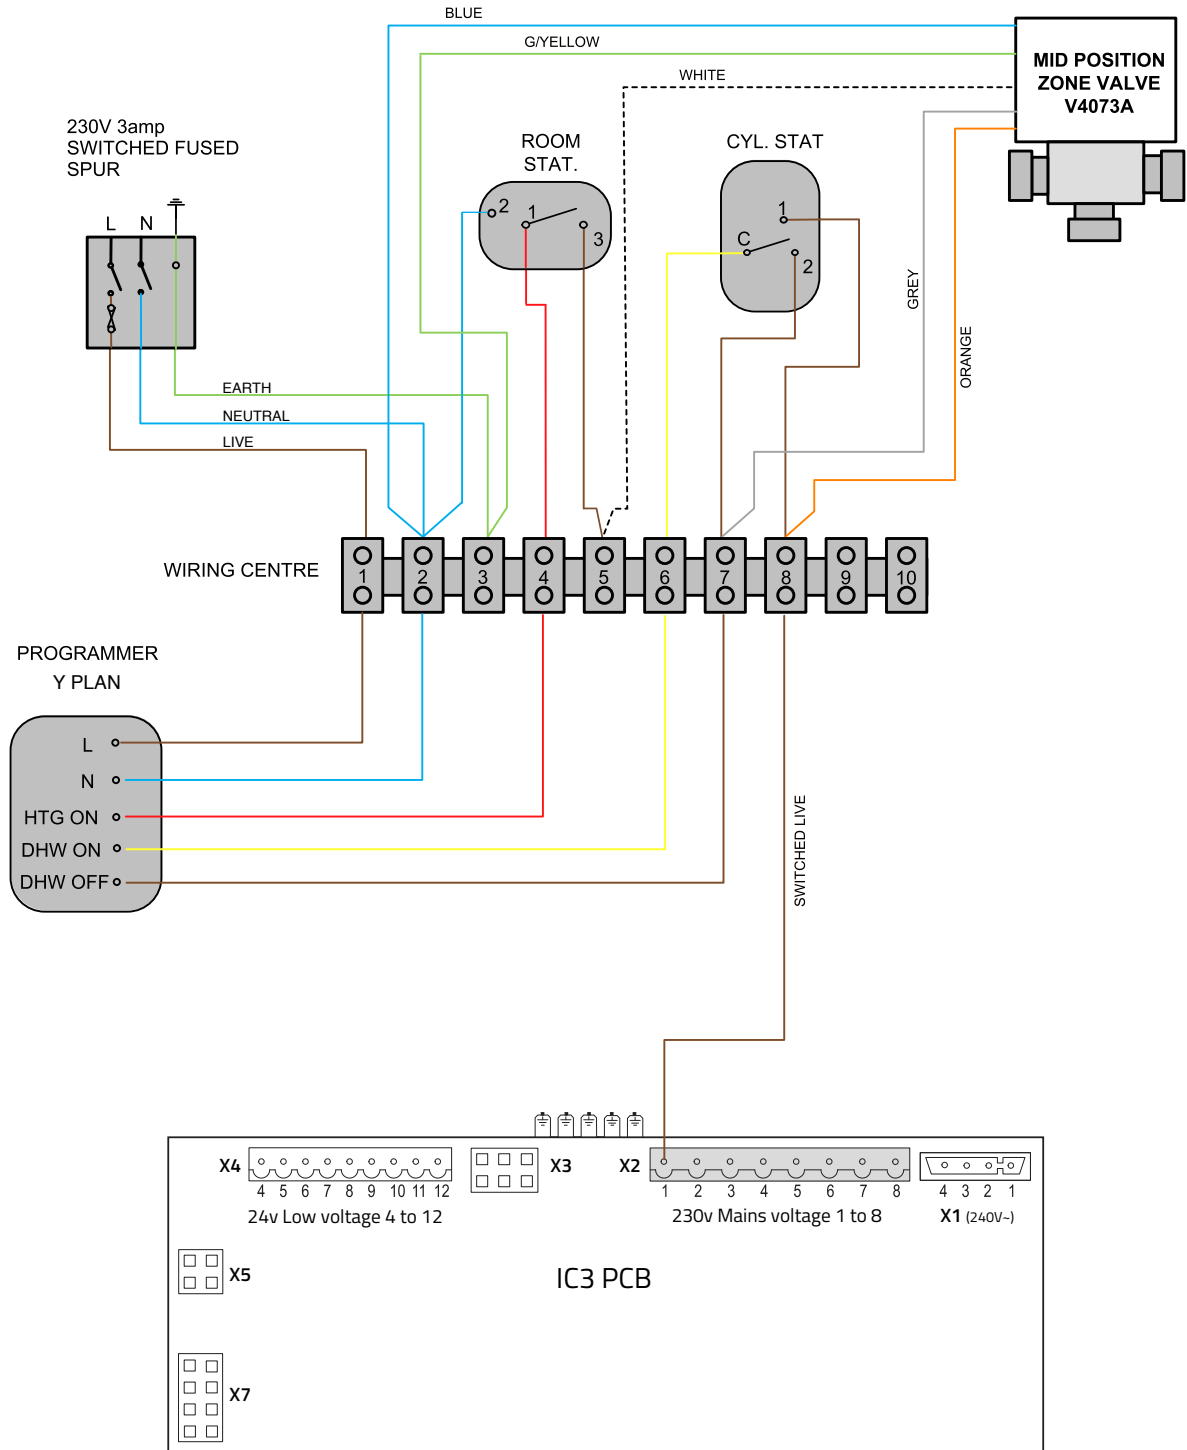 BLUE
G/YELLOW
WHITE
MID POSITION
ZONE VALVE
V4073A
230V 3amp
SWITCHED FUSED
SPUR
ROOM
STAT.
CYL. STAT
L N
2 1 3
1
C
2
GREY
ORANGE
EARTH
NEUTRAL
LIVE
WIRING CENTRE
1 2 3 4 5 6 7 8 9 10
PROGRAMMER
Y PLAN
L
N
HTG ON
DHW ON
DHW OFF
SWITCHED LIVE
X4 X3 X2
4 5 6 7 8 9 10 11 12
1 2 3 4 5 6 7 8
4 3 2 1
24v Low voltage 4 to 12
230v Mains voltage 1 to 8
X1 (240V~)
X5
IC3 PCB
X7